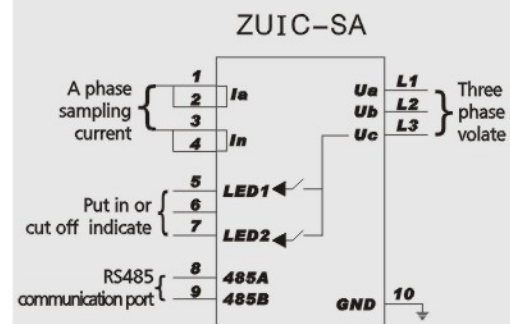 ZUIC-SA
A phase
sampling
current
1
2
3
4
Ia
In
Ua
Ub
Uc
L1
L2
L3
Three
phase
volate
Put in or
cut off indicate
5
6
7
LED1
LED2
RS485
communication port
8
9
485A
485B
GND
10